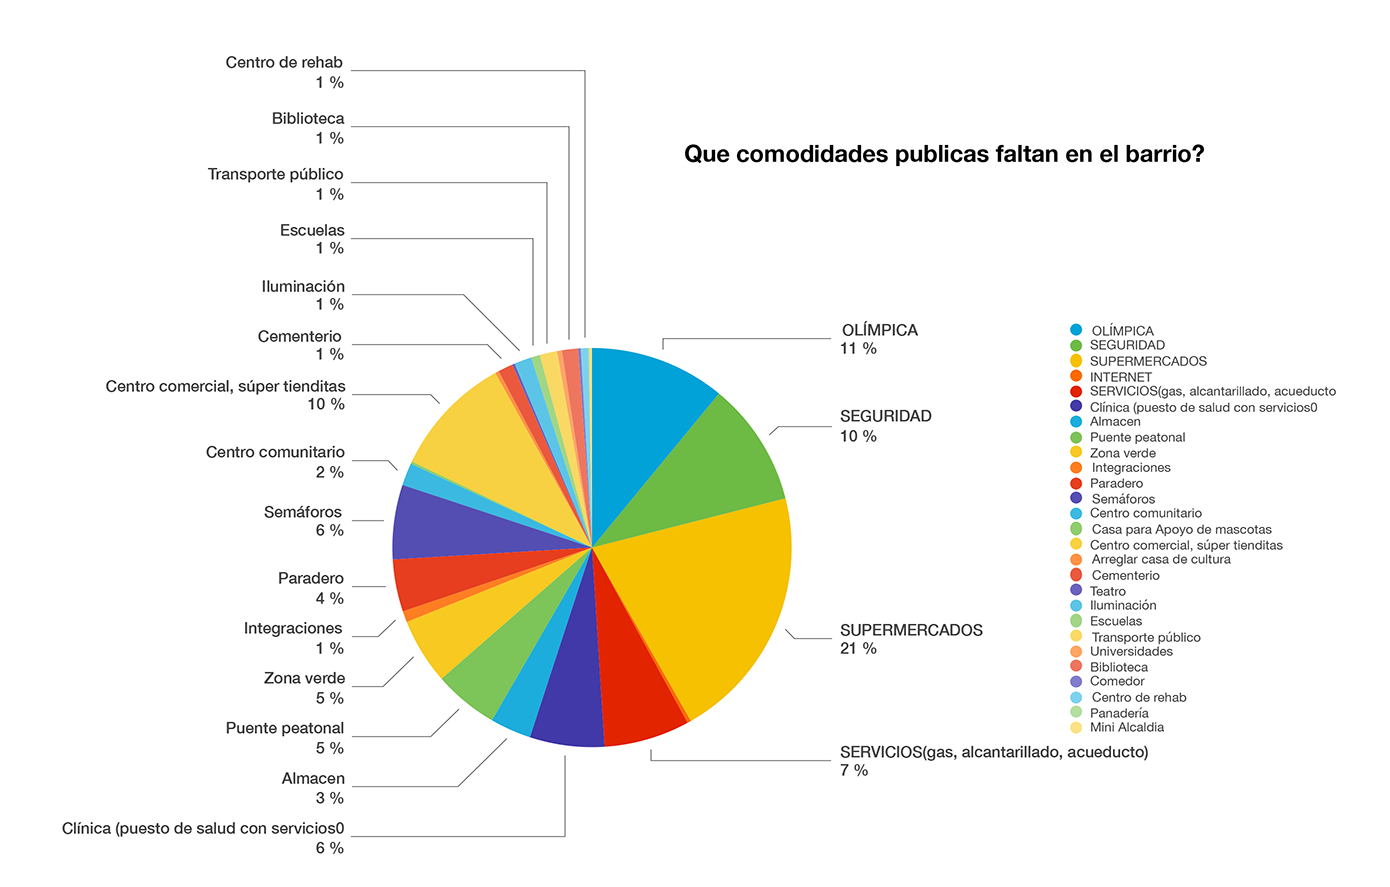 Que comodidades publicas faltan en el barrio?
Centro de rehab
1 %
Biblioteca
1 %
Transporte público
1 %
Escuelas
1 %
Iluminación
1 %
Cementerio
1 %
Centro comercial, súper tienditas
10 %
Centro comunitario
2 %
Semáforos
6 %
Paradero
4 %
Integraciones
1 %
Zona verde
5 %
Puente peatonal
5 %
Almacen
3 %
Clínica (puesto de salud con servicios0
6 %
OLÍMPICA
11 %
SEGURIDAD
10 %
SUPERMERCADOS
21 %
SERVICIOS(gas, alcantarillado, acueducto)
7 %
OLÍMPICA
SEGURIDAD
SUPERMERCADOS
INTERNET
SERVICIOS(gas, alcantarillado, acueducto
Clínica (puesto de salud con servicios0
Almacen
Puente peatonal
Zona verde
Integraciones
Paradero
Semáforos
Centro comunitario
Casa para Apoyo de mascotas
Centro comercial, súper tienditas
Arreglar casa de cultura
Cementerio
Teatro
Iluminación
Escuelas
Transporte público
Universidades
Biblioteca
Comedor
Centro de rehab
Panadería
Mini Alcaldia